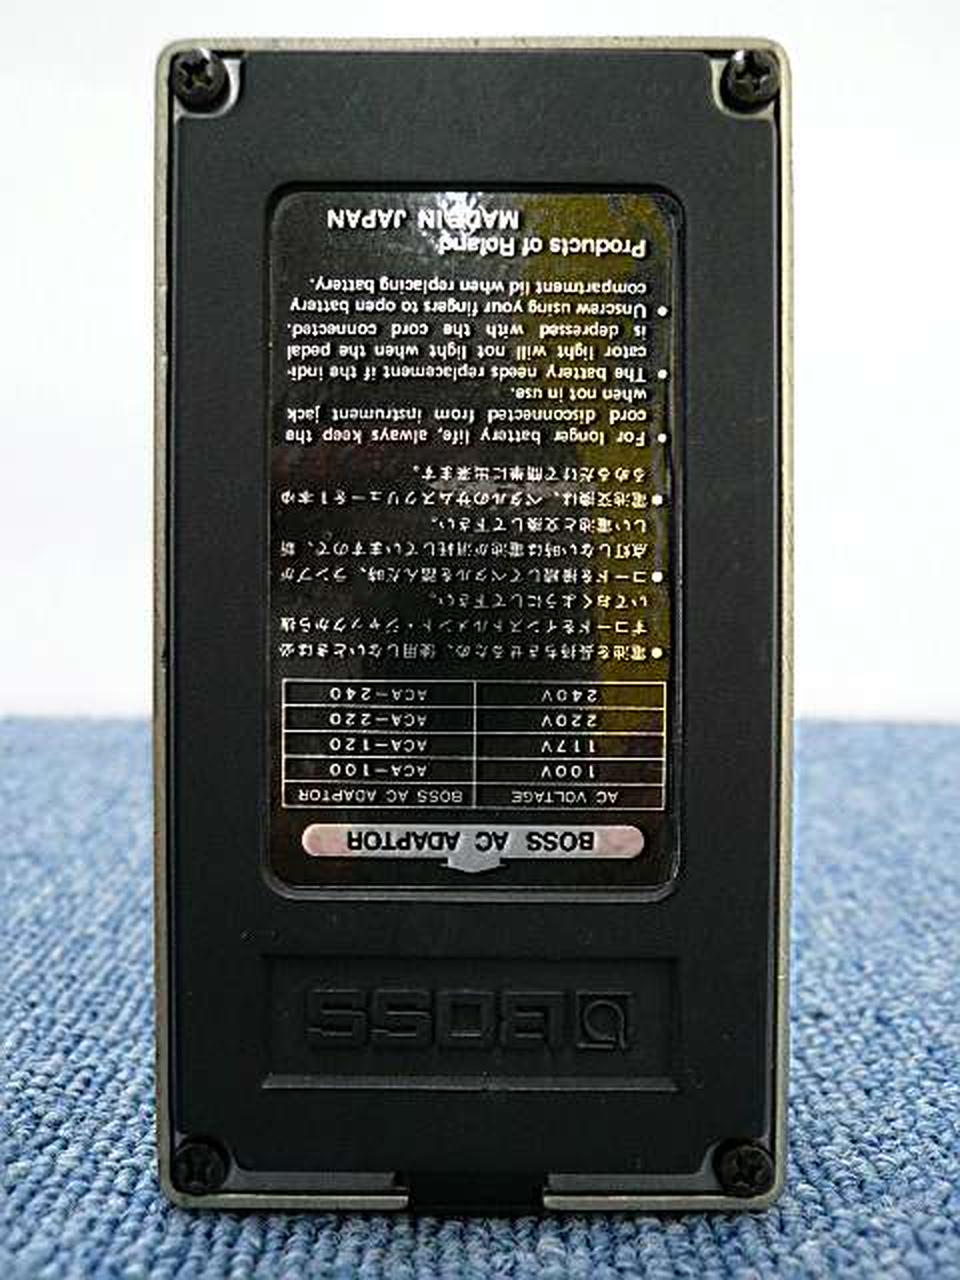 BOSS
BOSS AC ADAPTOR
AC VOLTAGE BOSS AC ADAPTOR
100V ACA-100
117V ACA-120
220V ACA-220
240V ACA-240
●電池を長持ちさせるため、使用しないときは必
ずコードをインストルメント・ジャックから抜
いておくようにして下さい。
●コードを接続してペダルを踏んだ時、ランプが
点灯しない時は電池が消耗していますので、新
しい電池と交換して下さい。
●電池交換は、ペダルのサムスクリューを1本ゆ
るめるだけで簡単に出来ます。
● For longer battery life, always keep the
cord disconnected from instrument jack
when not in use.
● The battery needs replacement if the indi-
cator light will not light when the pedal
is depressed with the cord connected.
● Unscrew using your fingers to open battery
compartment lid when replacing battery.
Products of Roland
MADE IN JAPAN